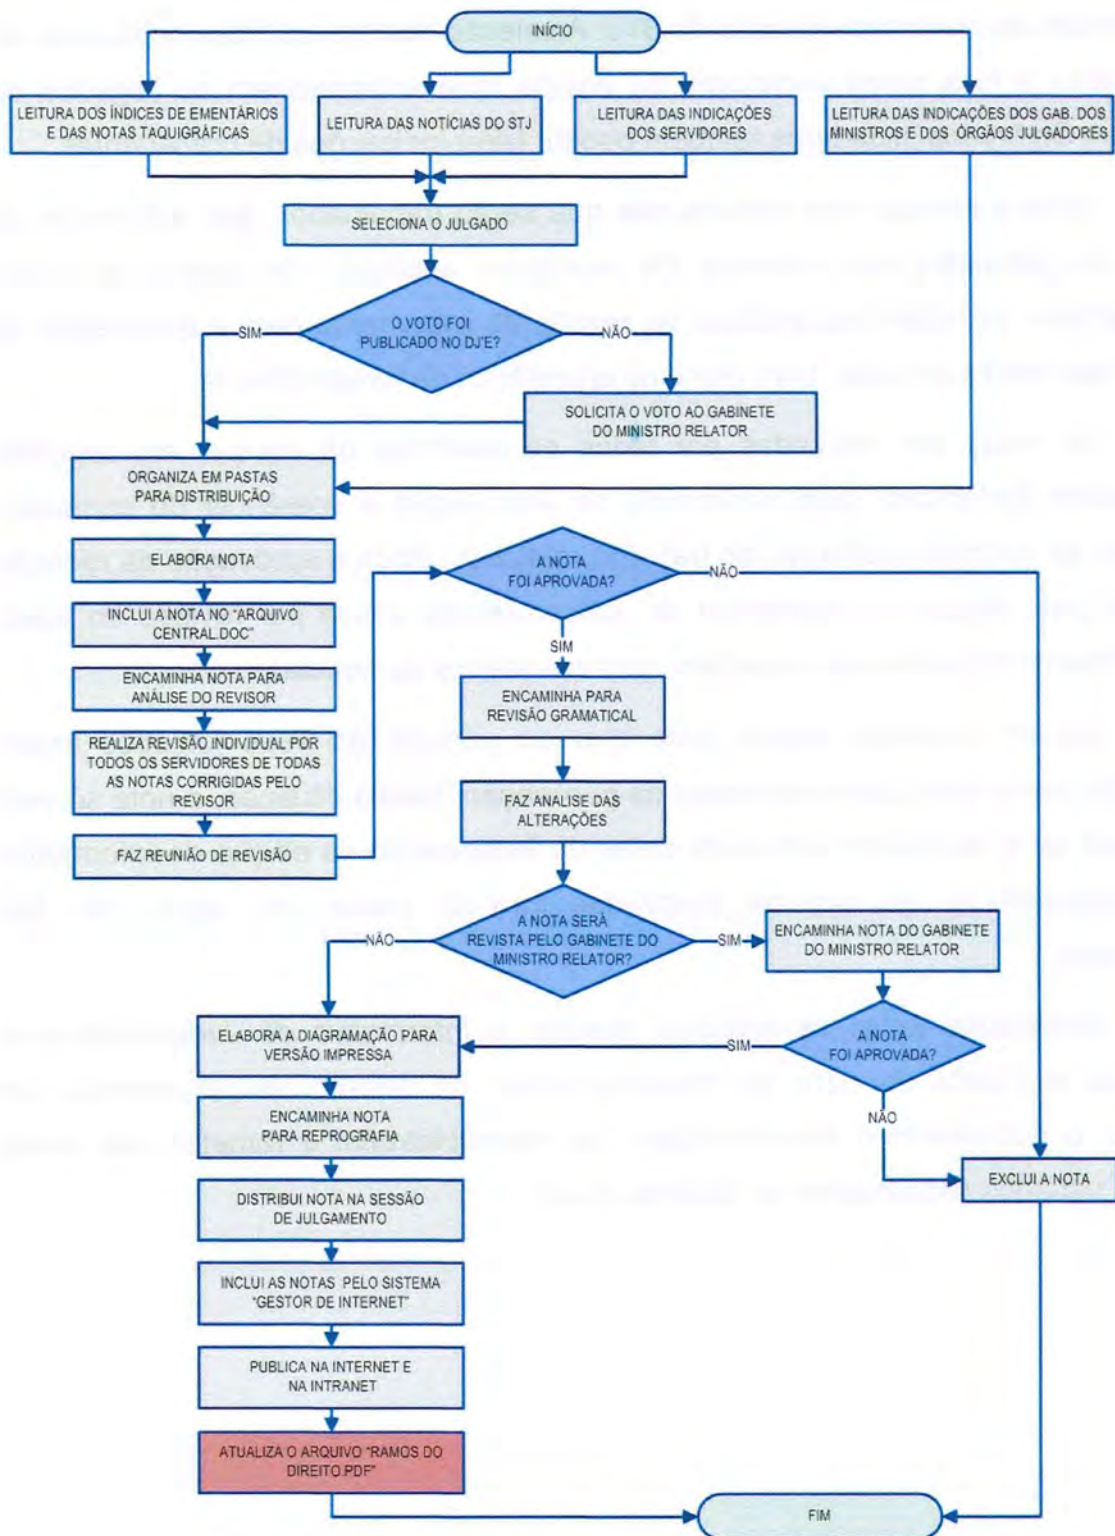 INÍCIO
LEITURA DOS ÍNDICES DE EMENTÁRIOS
E DAS NOTAS TAQUIGRÁFICAS
LEITURA DAS NOTÍCIAS DO STJ
LEITURA DAS INDICAÇÕES
DOS SERVIDORES
LEITURA DAS INDICAÇÕES DOS GAB. DOS
MINISTROS E DOS ÓRGÃOS JULGADORES
SELECIONA O JULGADO
O VOTO FOI
PUBLICADO NO DJ'E?
SIM
NÃO
SOLICITA O VOTO AO GABINETE
DO MINISTRO RELATOR
ORGANIZA EM PASTAS
PARA DISTRIBUIÇÃO
ELABORA NOTA
INCLUI A NOTA NO "ARQUIVO
CENTRAL.DOC"
ENCAMINHA NOTA PARA
ANÁLISE DO REVISOR
REALIZA REVISÃO INDIVIDUAL POR
TODOS OS SERVIDORES DE TODAS
AS NOTAS CORRIGIDAS PELO
REVISOR
FAZ REUNIÃO DE REVISÃO
A NOTA
FOI APROVADA?
NÃO
SIM
ENCAMINHA PARA
REVISÃO GRAMATICAL
FAZ ANALISE DAS
ALTERAÇÕES
A NOTA SERÁ
REVISTA PELO GABINETE DO
MINISTRO RELATOR?
NÃO
SIM
ENCAMINHA NOTA DO GABINETE
DO MINISTRO RELATOR
A NOTA
FOI APROVADA?
SIM
NÃO
ELABORA A DIAGRAMAÇÃO PARA
VERSÃO IMPRESSA
ENCAMINHA NOTA
PARA REPROGRAFIA
EXCLUI A NOTA
DISTRIBUI NOTA NA SESSÃO
DE JULGAMENTO
INCLUI AS NOTAS PELO SISTEMA
"GESTOR DE INTERNET"
PUBLICA NA INTERNET E
NA INTRANET
ATUALIZA O ARQUIVO "RAMOS DO
DIREITO.PDF"
FIM